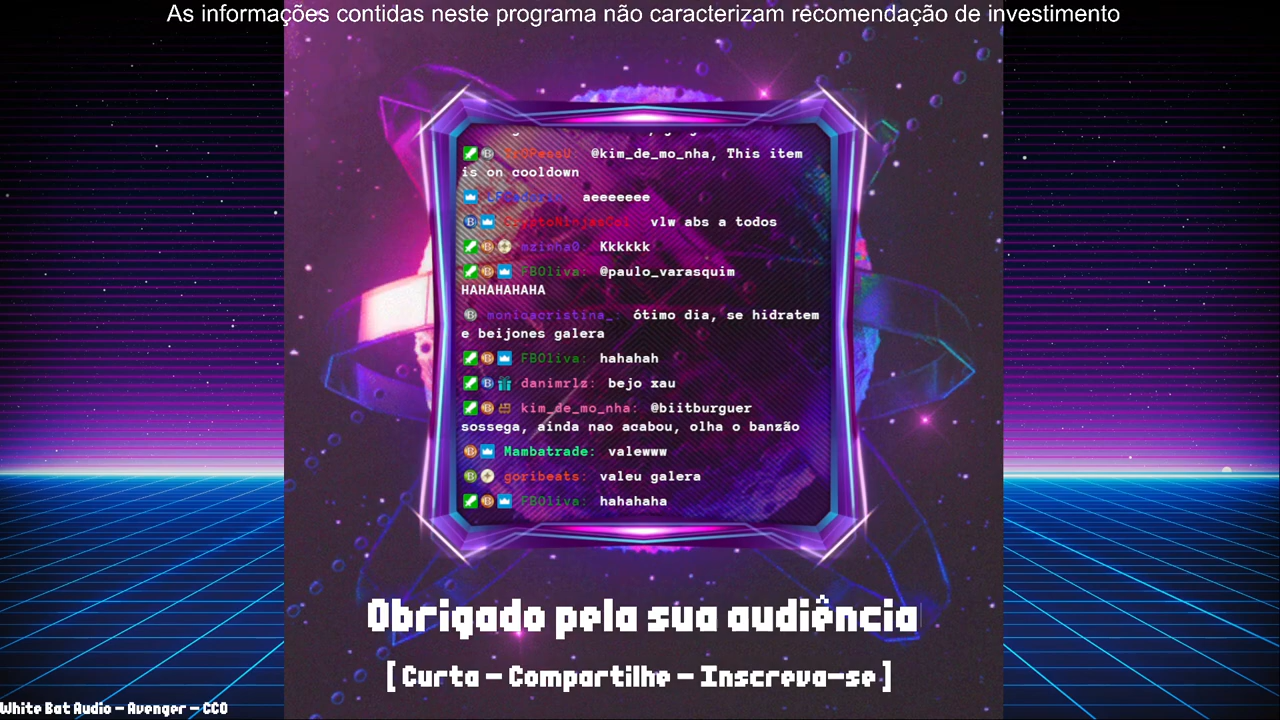 As informações contidas neste programa não caracterizam recomendação de investimento
@kim_de_mo_nha, This item
is on cooldown
aeeeeeee
vlw abs a todos
mzinha0: Kkkkkk
FBOliva: @paulo_varasquim
HAHAHAHAHA
monicacristina_: ótimo dia, se hidratem
e beijones galera
FBOliva: hahahah
danimrlz: bejo xau
kim_de_mo_nha: @biitburguer
sossega, ainda nao acabou, olha o banzão
Mambatrade: valewww
goribeats: valeu galera
FBOliva: hahahaha
Obrigado pela sua audiência
[ Curta - Compartilhe - Inscreva-se ]
White Bat Audio - Avenger - CC0